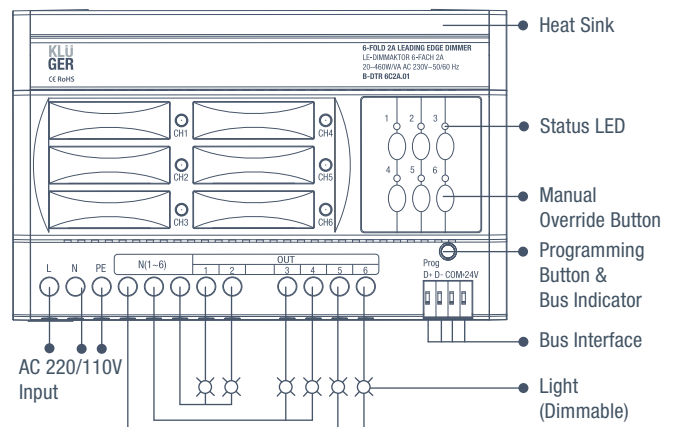 Heat Sink
KLÜ
GER
CE RoHS
6-FOLD 2A LEADING EDGE DIMMER
LE-DIMMAKTOR 6-FACH 2A
20–460W/VA AC 230V~50/60 Hz
B-DTR 6C2A.01
Status LED
1 2 3
CH1 CH4
CH2 CH5
4 5 6
CH3 CH6
Manual
Override Button
Programming
Button &
Bus Indicator
Prog
D+ D- COM+24V
L N PE N(1~6) OUT
1 2 3 4 5 6
Bus Interface
AC 220/110V
Input
Light
(Dimmable)